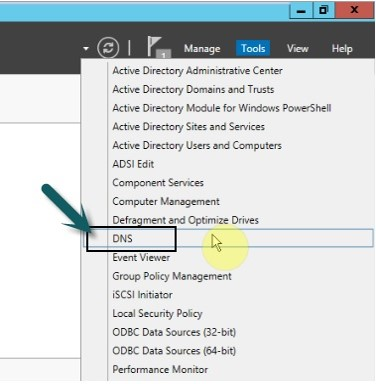 1
Manage Tools View Help
Active Directory Administrative Center
Active Directory Domains and Trusts
Active Directory Module for Windows PowerShell
Active Directory Sites and Services
Active Directory Users and Computers
ADSI Edit
Component Services
Computer Management
Defragment and Optimize Drives
DNS
Event Viewer
Group Policy Management
iSCSI Initiator
Local Security Policy
ODBC Data Sources (32-bit)
ODBC Data Sources (64-bit)
Performance Monitor